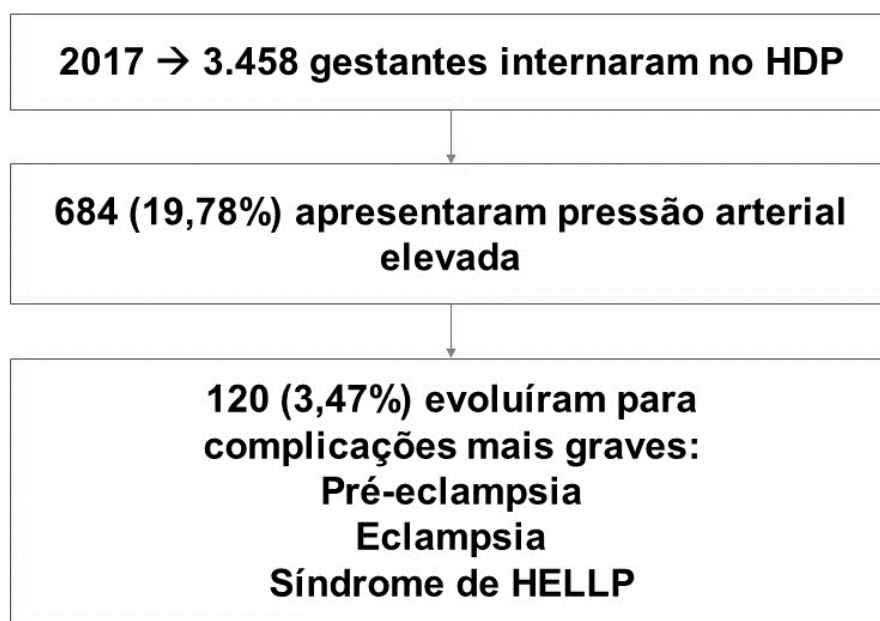 2017 → 3.458 gestantes internaram no HDP
684 (19,78%) apresentaram pressão arterial
elevada
120 (3,47%) evoluíram para
complicações mais graves:
Pré-eclampsia
Eclampsia
Síndrome de HELLP